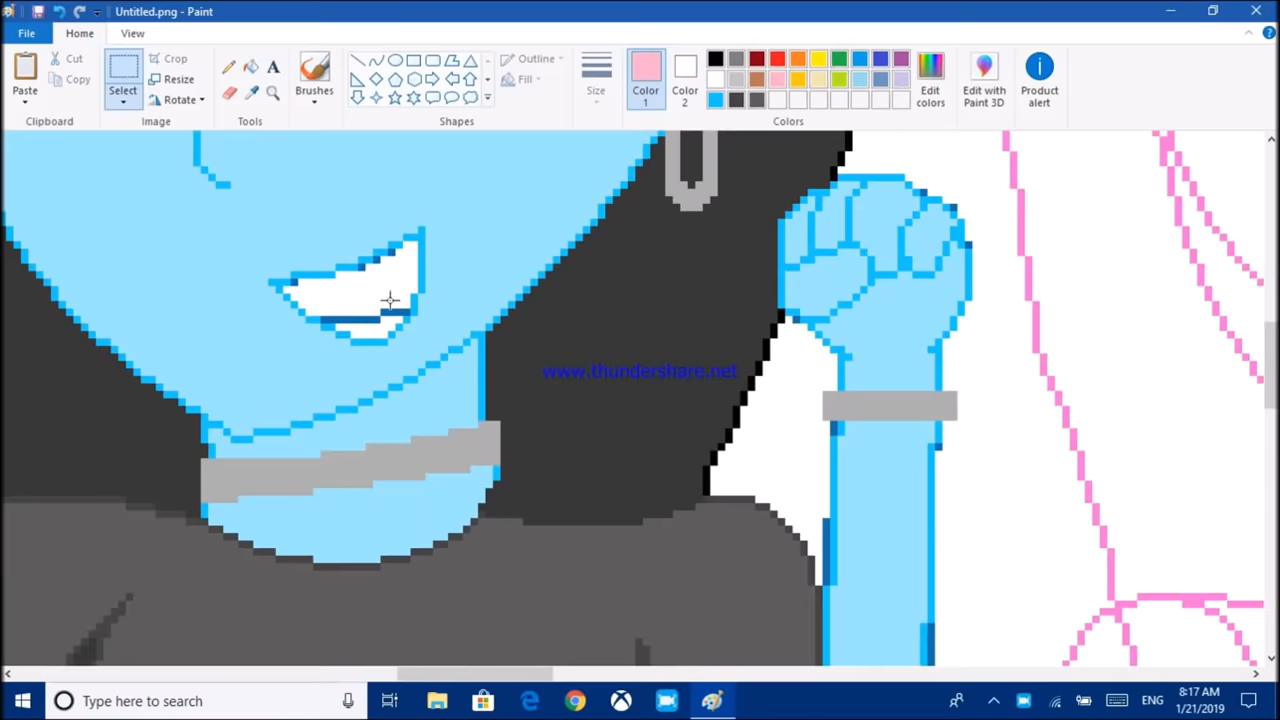 Untitled.png - Paint
File Home View
Paste Cut Copy Clipboard
Select Crop Resize Rotate Image
Tools
Brushes
Outline Fill Shapes
Size
Color 1 Color 2 Edit colors Colors
Edit with Paint 3D
Product alert
www.thundershare.net
Type here to search
ENG
8:17 AM
1/21/2019